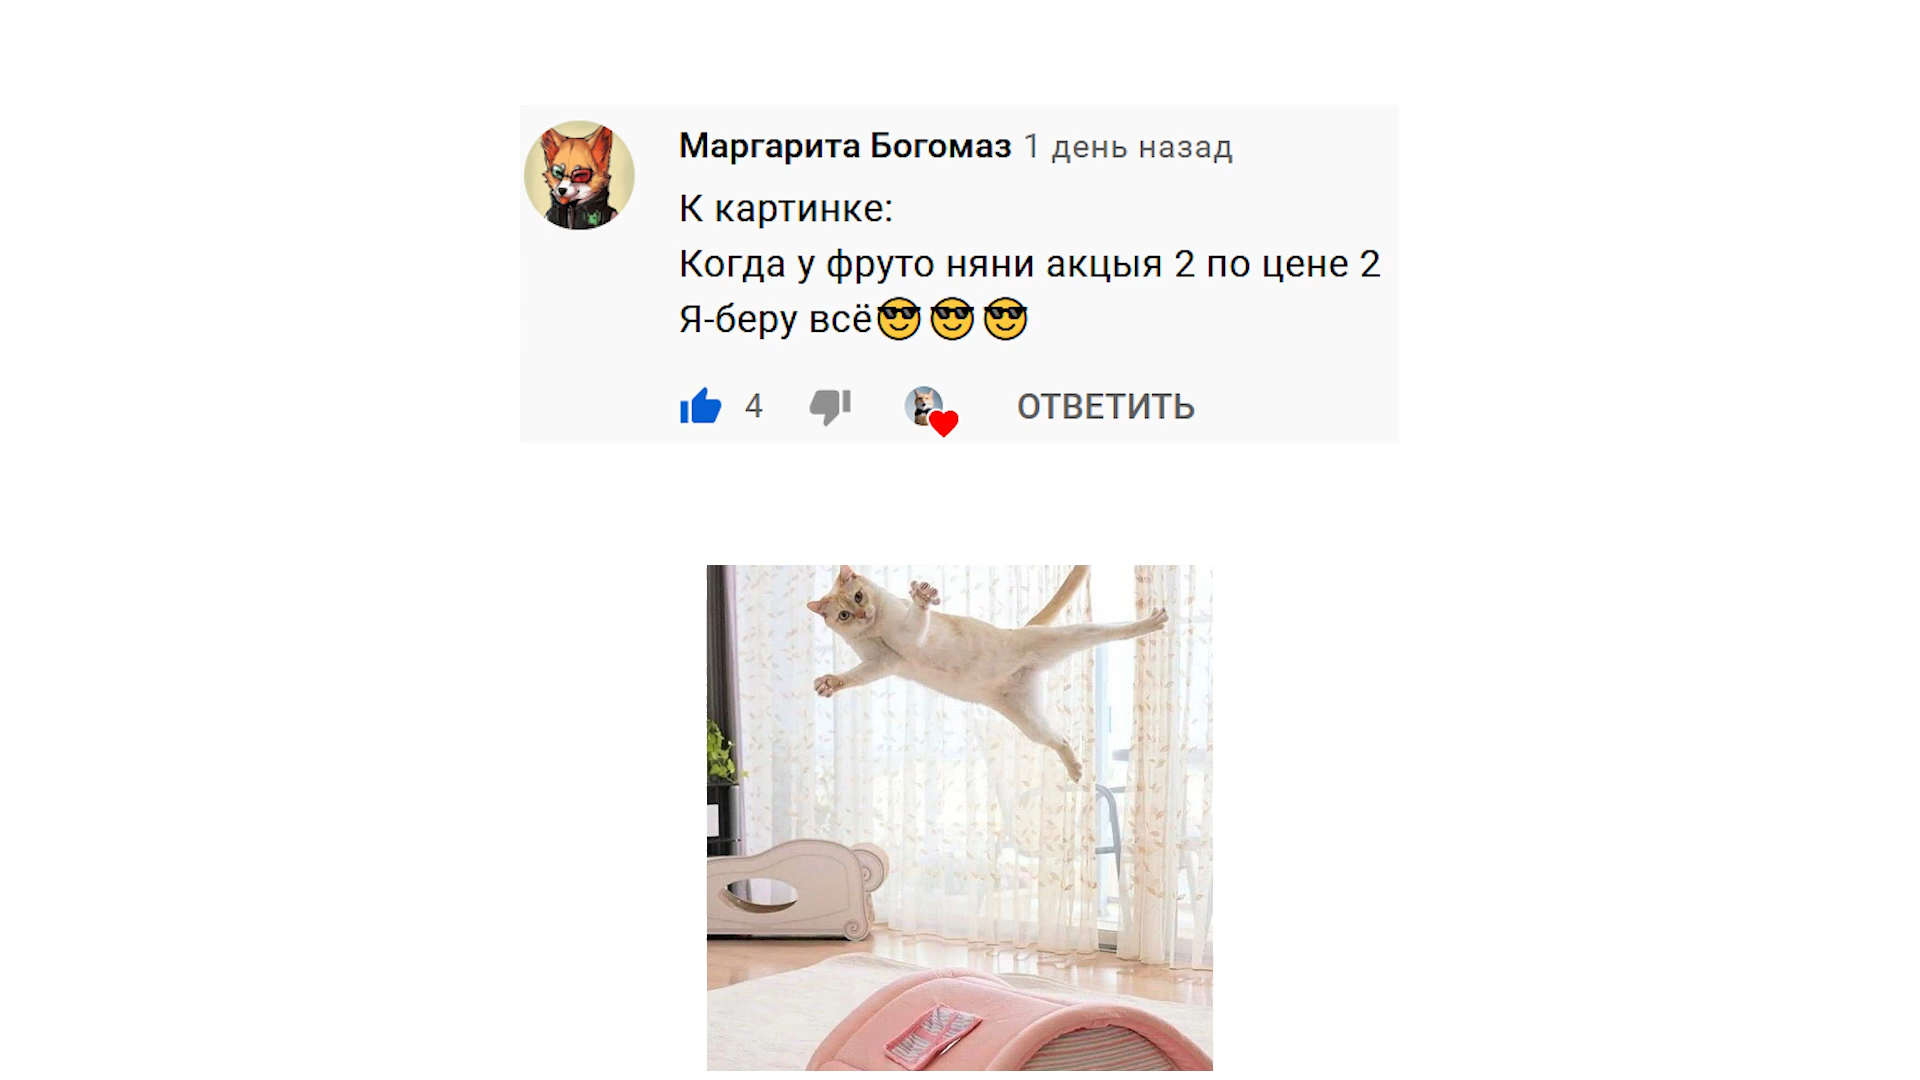 Маргарита Богомаз 1 день назад
К картинке:
Когда у фруто няни акцыя 2 по цене 2
Я-беру всё😎😎😎
4 ОТВЕТИТЬ